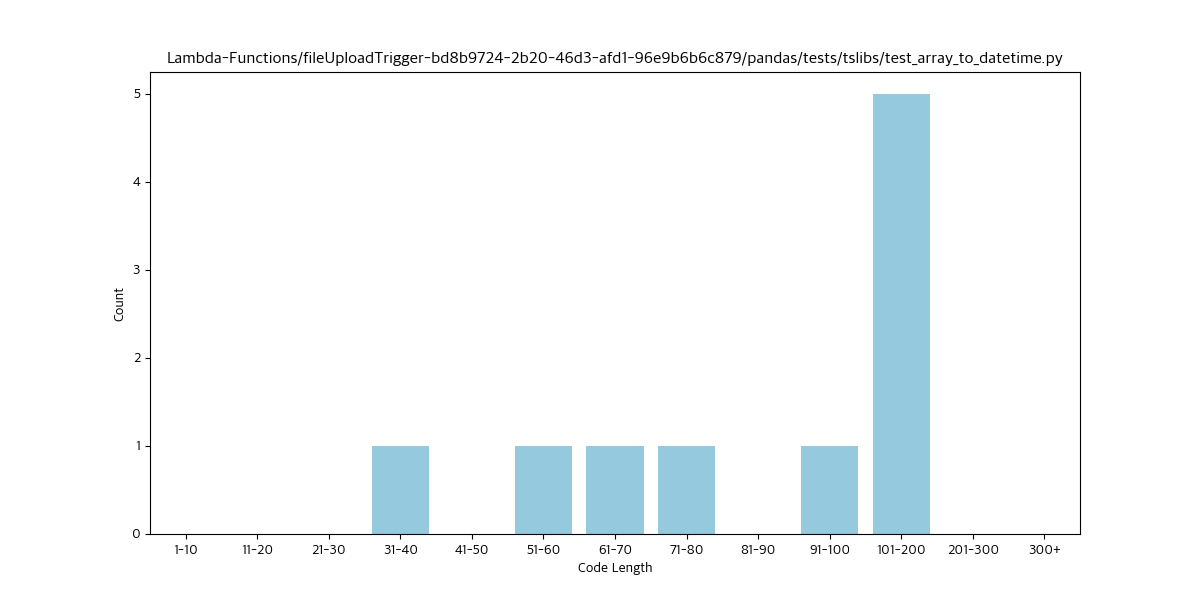 Lambda-Functions/fileUploadTrigger-bd8b9724-2b20-46d3-afd1-96e9b6b6c879/pandas/tests/tslibs/test_array_to_datetime.py
5
4
3
2
1
0
Count
1-10 11-20 21-30 31-40 41-50 51-60 61-70 71-80 81-90 91-100 101-200 201-300 300+
Code Length